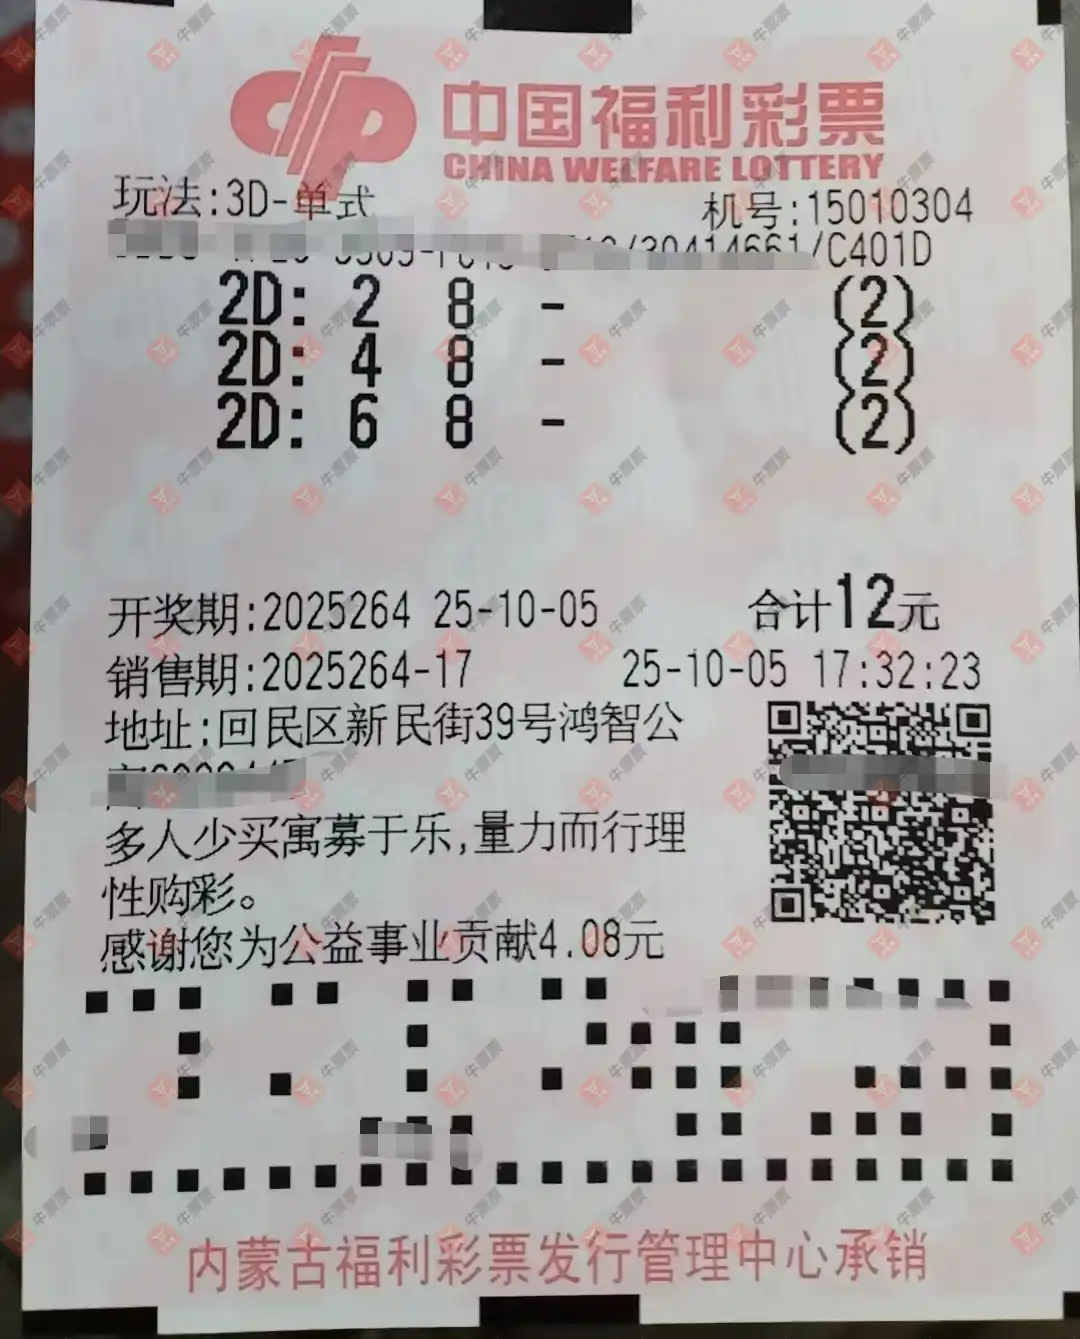 中国福利彩票
CHINA WELFARE LOTTERY
玩法:3D-单式
机号:15010304
/30414661/C401D
2D: 2 8 - (2)
2D: 4 8 - (2)
2D: 6 8 - (2)
开奖期:2025264 25-10-05 合计12元
销售期:2025264-17 25-10-05 17:32:23
地址:回民区新民街39号鸿智公
多人少买寓募于乐,量力而行理
性购彩。
感谢您为公益事业贡献4.08元
内蒙古福利彩票发行管理中心承销
牛票票